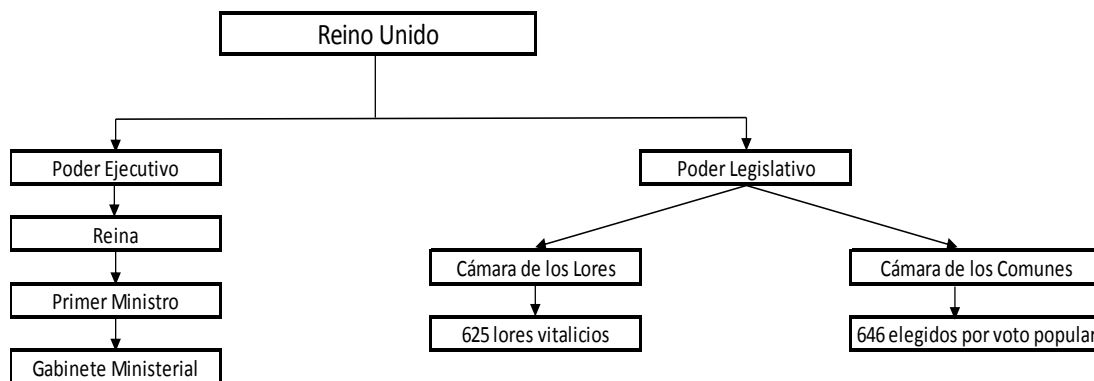 Reino Unido
Poder Ejecutivo
Poder Legislativo
Reina
Cámara de los Lores
Cámara de los Comunes
Primer Ministro
625 lores vitalicios
646 elegidos por voto popular
Gabinete Ministerial